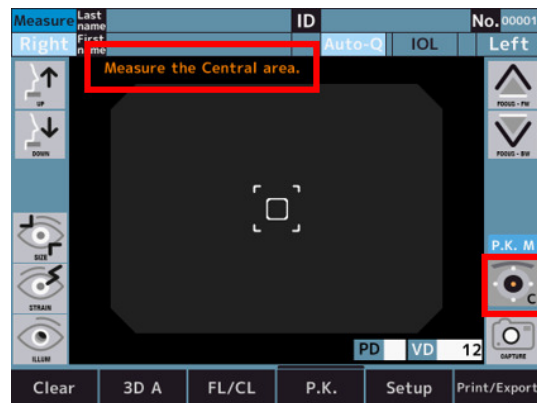 Measure Last name ID No. 00001
Right First name Auto-Q IOL Left
Measure the Central area.
UP
FOCUS - FW
DOWN
FOCUS - BW
SIZE
P.K. M
STRAIN
C
ILLUM
PD VD 12
CAPTURE
Clear 3D A FL/CL P.K. Setup Print/Export